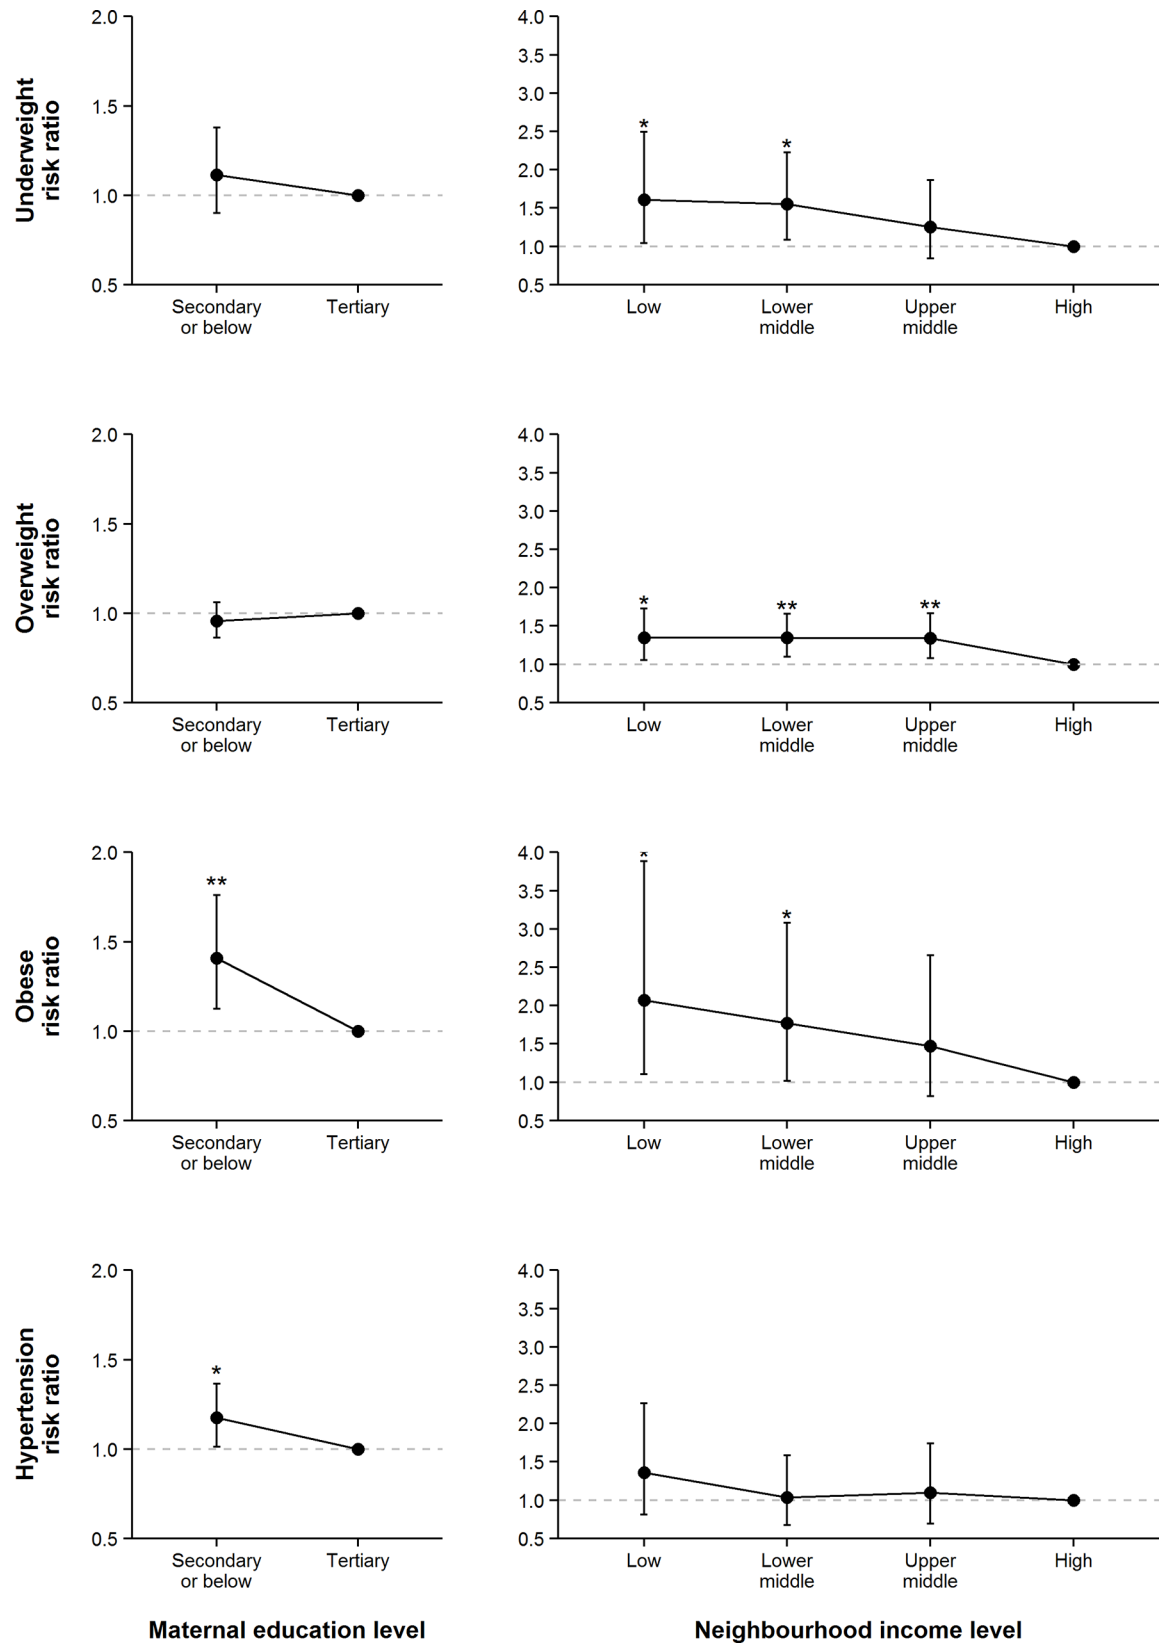 Underweight
risk ratio
2.0
1.5
1.0
0.5
Secondary
or below
Tertiary
4.0
3.5
3.0
2.5
2.0
1.5
1.0
0.5
*
*
Low
Lower
middle
Upper
middle
High
Overweight
risk ratio
2.0
1.5
1.0
0.5
Secondary
or below
Tertiary
4.0
3.5
3.0
2.5
2.0
1.5
1.0
0.5
*
**
**
Low
Lower
middle
Upper
middle
High
Obese
risk ratio
2.0
1.5
1.0
0.5
**
Secondary
or below
Tertiary
4.0
3.5
3.0
2.5
2.0
1.5
1.0
0.5
*
*
Low
Lower
middle
Upper
middle
High
Hypertension
risk ratio
2.0
1.5
1.0
0.5
*
Secondary
or below
Tertiary
4.0
3.5
3.0
2.5
2.0
1.5
1.0
0.5
Low
Lower
middle
Upper
middle
High
Maternal education level
Neighbourhood income level